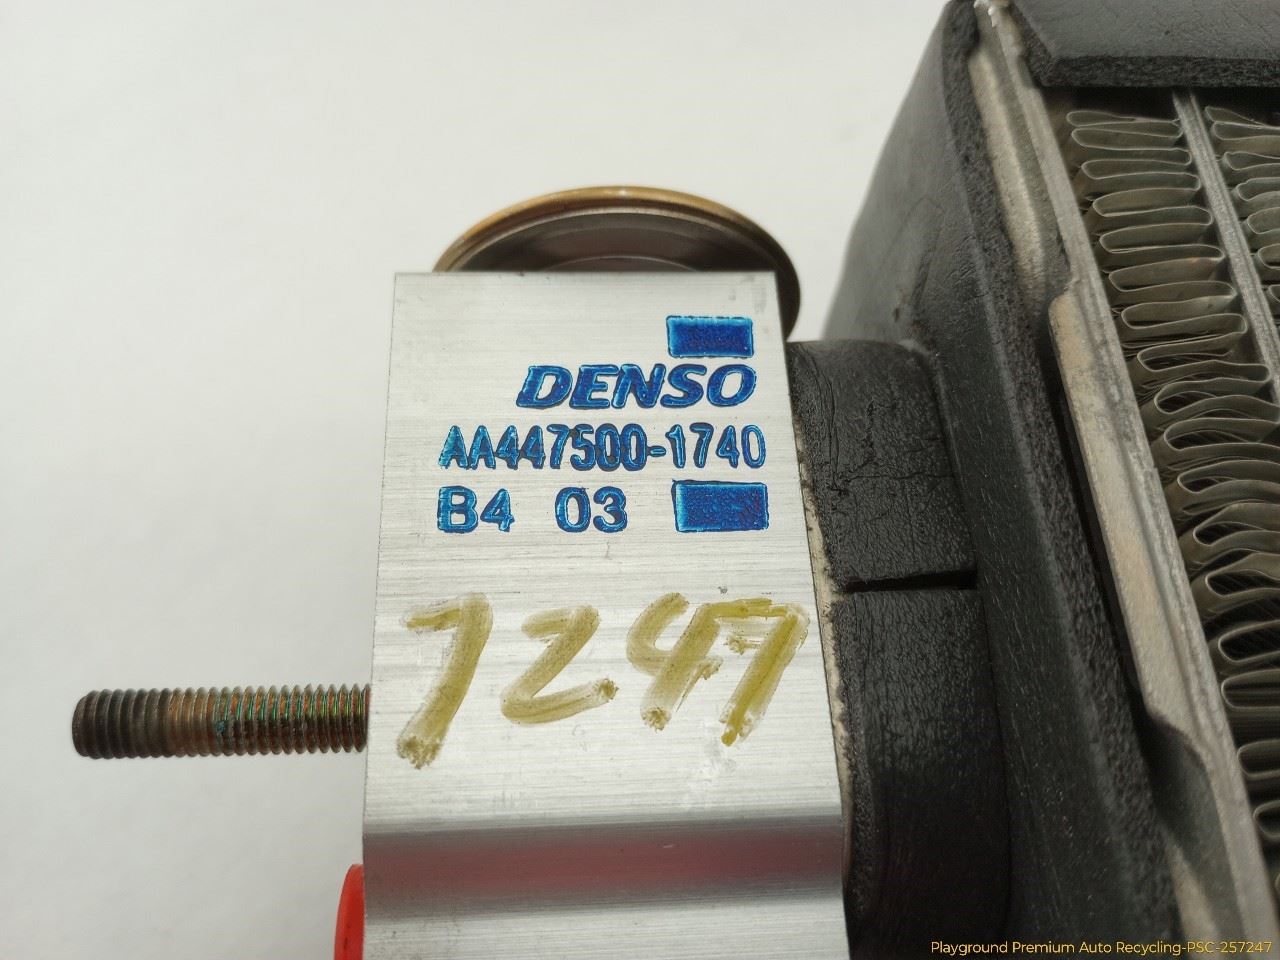 DENSO
AA447500-1740
B4 03
7247
Playground Premium Auto Recycling-PSC-257247